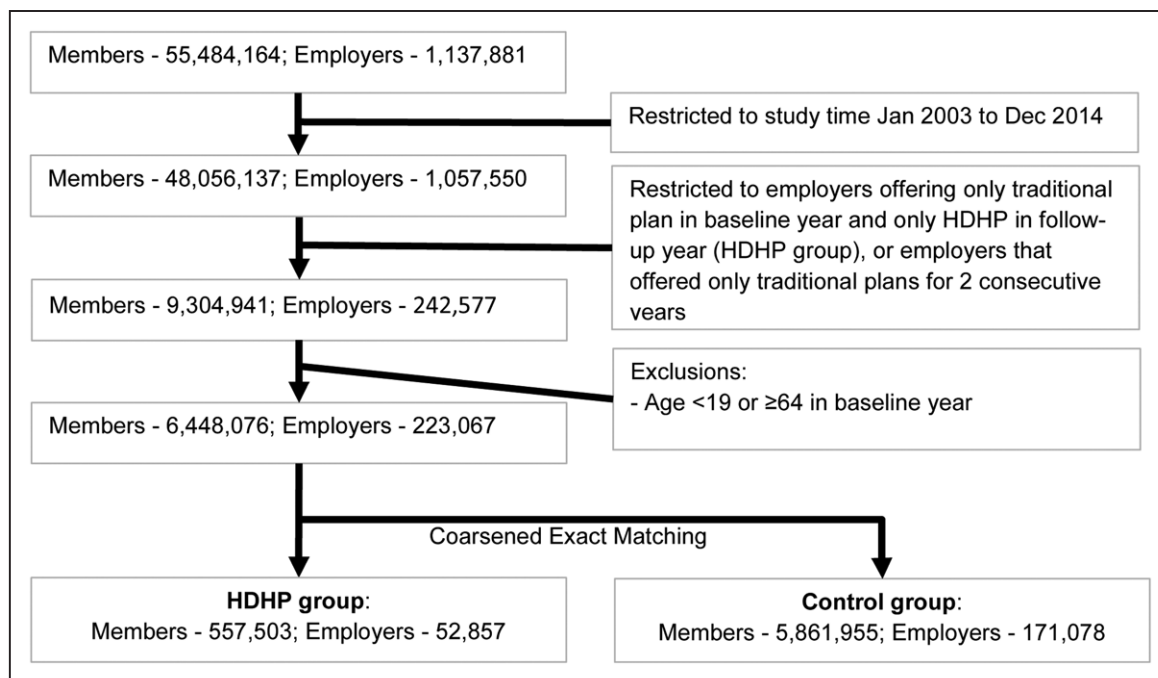 Members - 55,484,164; Employers - 1,137,881
Restricted to study time Jan 2003 to Dec 2014
Members - 48,056,137; Employers - 1,057,550
Restricted to employers offering only traditional
plan in baseline year and only HDHP in follow-
up year (HDHP group), or employers that
offered only traditional plans for 2 consecutive
years
Members - 9,304,941; Employers - 242,577
Exclusions:
- Age <19 or ≥64 in baseline year
Members - 6,448,076; Employers - 223,067
Coarsened Exact Matching
HDHP group:
Members - 557,503; Employers - 52,857
Control group:
Members - 5,861,955; Employers - 171,078